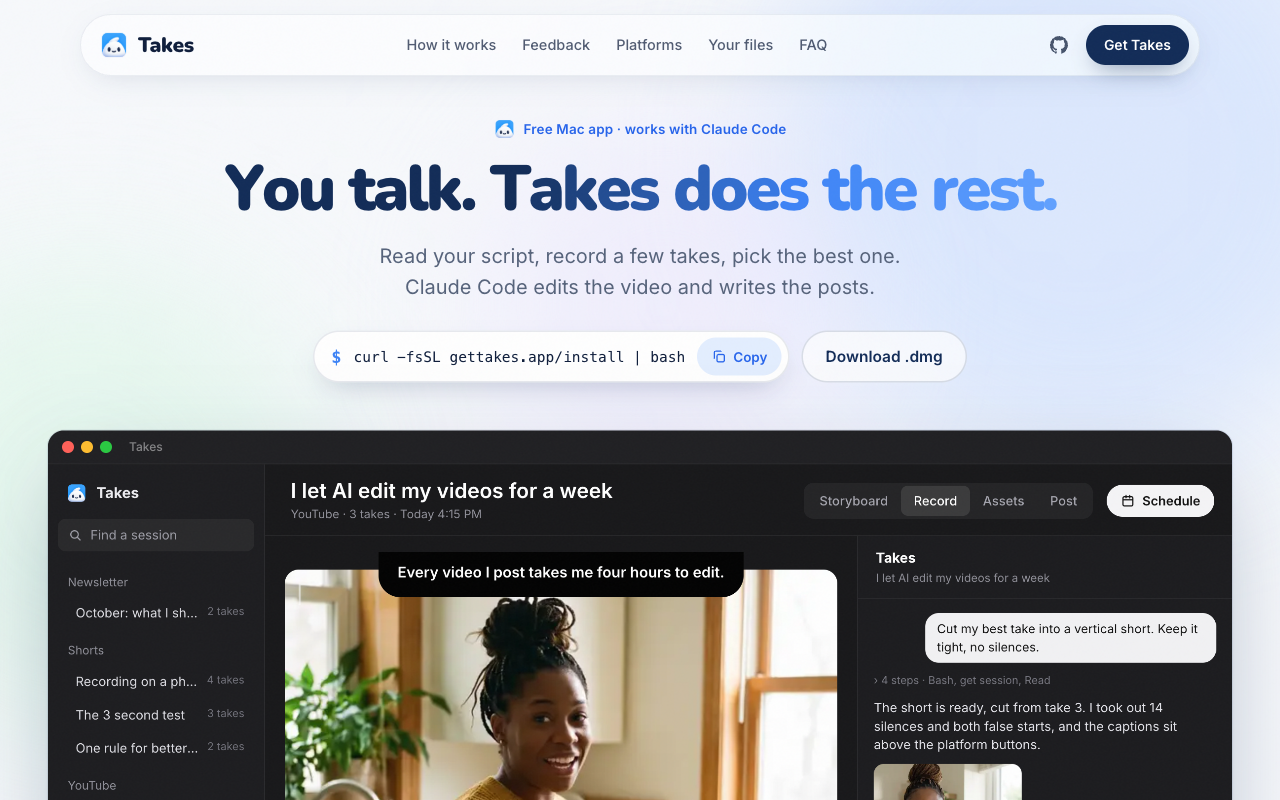 Takes
How it works
Feedback
Platforms
Your files
FAQ
Get Takes
Free Mac app · works with Claude Code
You talk. Takes does the rest.
Read your script, record a few takes, pick the best one.
Claude Code edits the video and writes the posts.
$ curl -fsSL gettakes.app/install | bash
Copy
Download .dmg
Takes
Takes
Find a session
Newsletter
October: what I sh... 2 takes
Shorts
Recording on a ph... 4 takes
The 3 second test 3 takes
One rule for better... 2 takes
YouTube
I let AI edit my videos for a week
YouTube · 3 takes · Today 4:15 PM
Storyboard
Record
Assets
Post
Schedule
Every video I post takes me four hours to edit.
Takes
I let AI edit my videos for a week
Cut my best take into a vertical short. Keep it
tight, no silences.
› 4 steps · Bash, get session, Read
The short is ready, cut from take 3. I took out 14
silences and both false starts, and the captions sit
above the platform buttons.